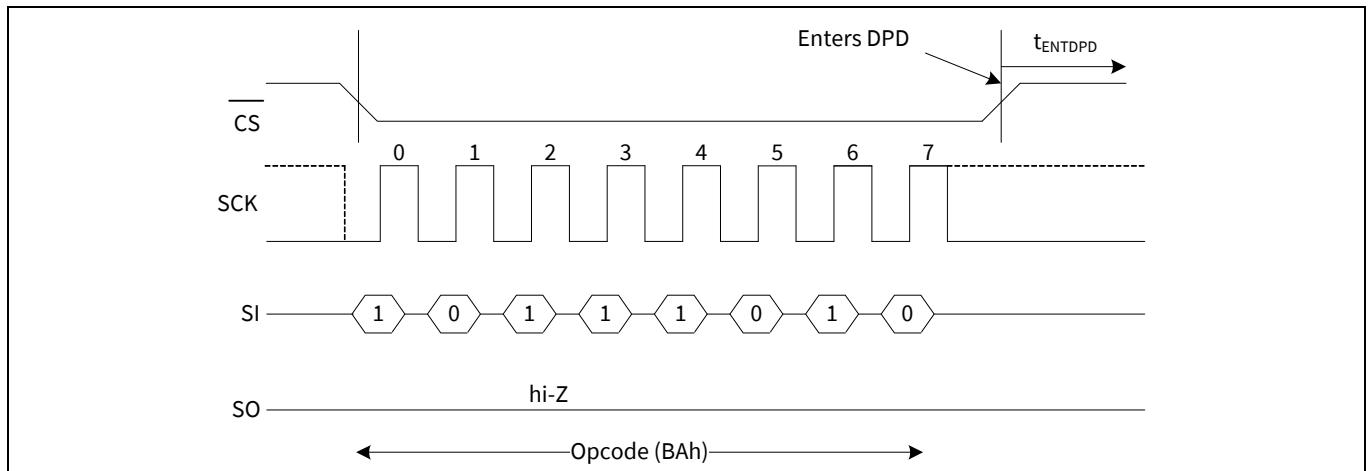 Enters DPD
tENTDPD
CS
0 1 2 3 4 5 6 7
SCK
SI 1 0 1 1 1 0 1 0
hi-Z
SO
Opcode (BAh)